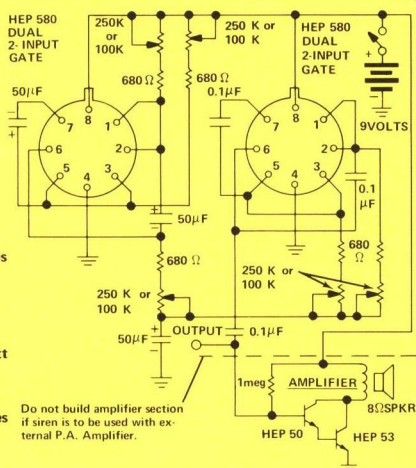 HEP 580
DUAL
2-INPUT
GATE
250K
or
100K
250 K or
100 K
HEP 580
DUAL
2-INPUT
GATE
680 Ω
680 Ω
50µF
0.1µF
9VOLTS
8
7
1
6
2
5
3
4
8
7
1
6
2
5
3
4
0.1
µF
50µF
680 Ω
680
Ω
250 K or
100 K
250 K or
100 K
50µF
OUTPUT
0.1µF
1meg
AMPLIFIER
8ΩSPKR
HEP 50
HEP 53
Do not build amplifier section
if siren is to be used with ex-
ternal P.A. Amplifier.